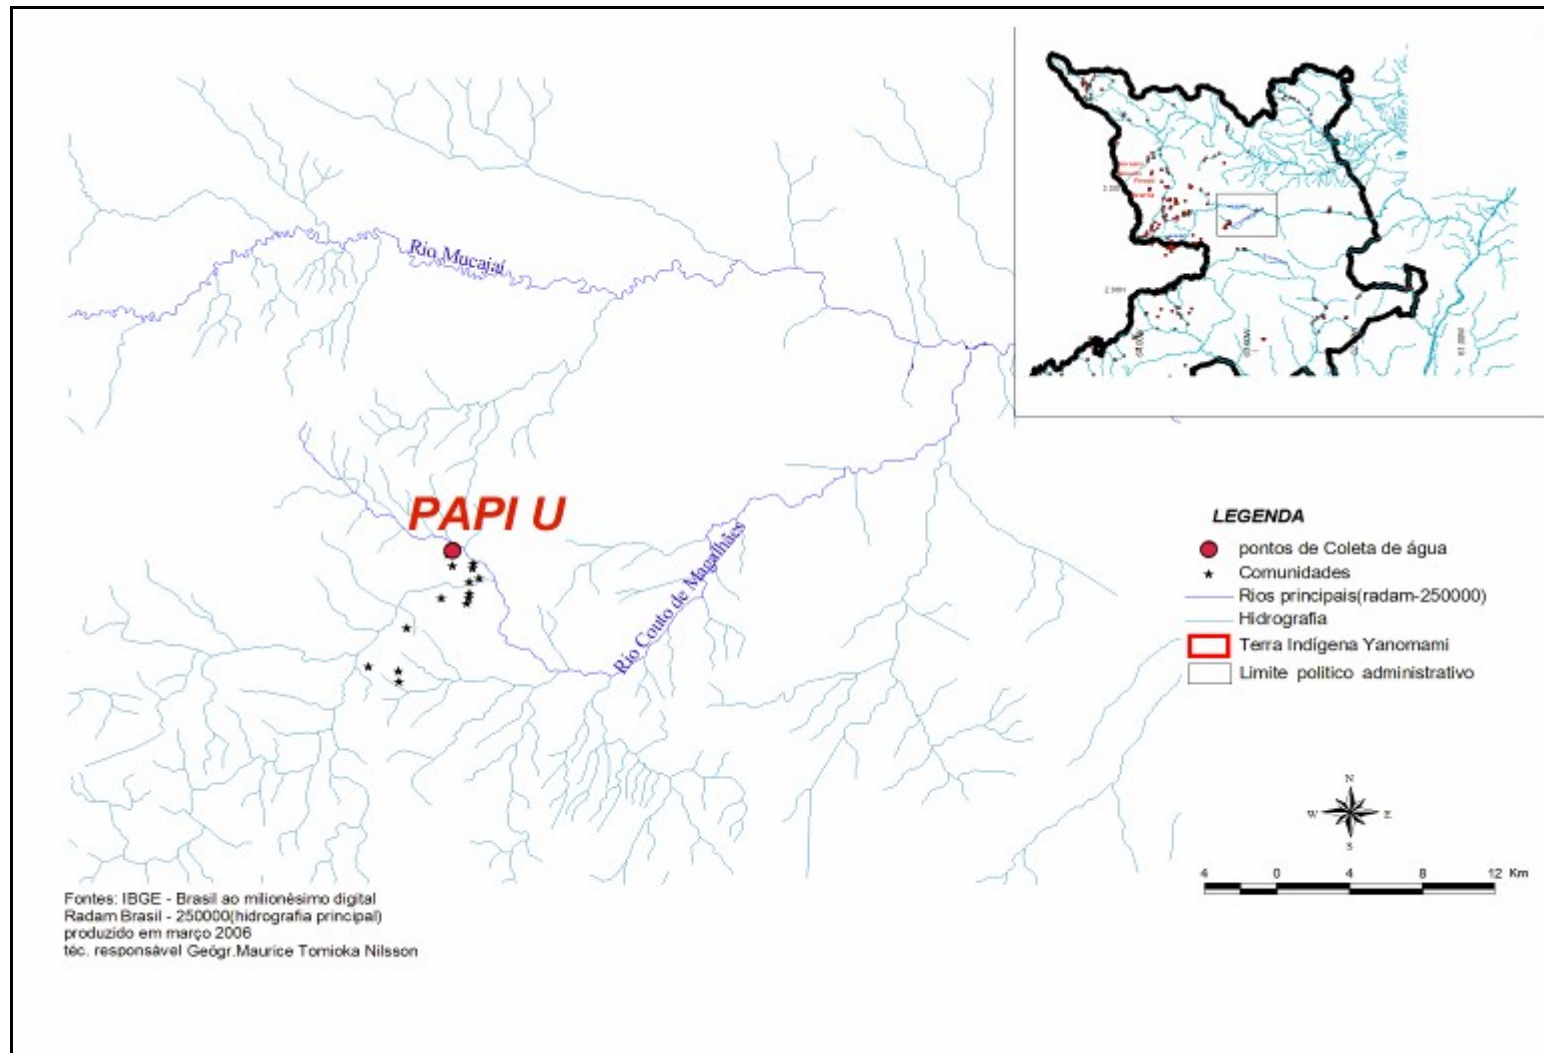 Rio Mucajaí
PAPI U
Rio Couto de Magalhães
LEGENDA
pontos de Coleta de água
Comunidades
Rios principais(radam-250000)
Hidrografia
Terra Indígena Yanomami
Limite politico administrativo
N
W
E
S
4 0 4 8 12 Km
Fontes: IBGE - Brasil ao milionésimo digital
Radam Brasil - 250000(hidrografia principal)
produzido em março 2006
téc. responsável Geógr.Maurice Tomioka Nilsson